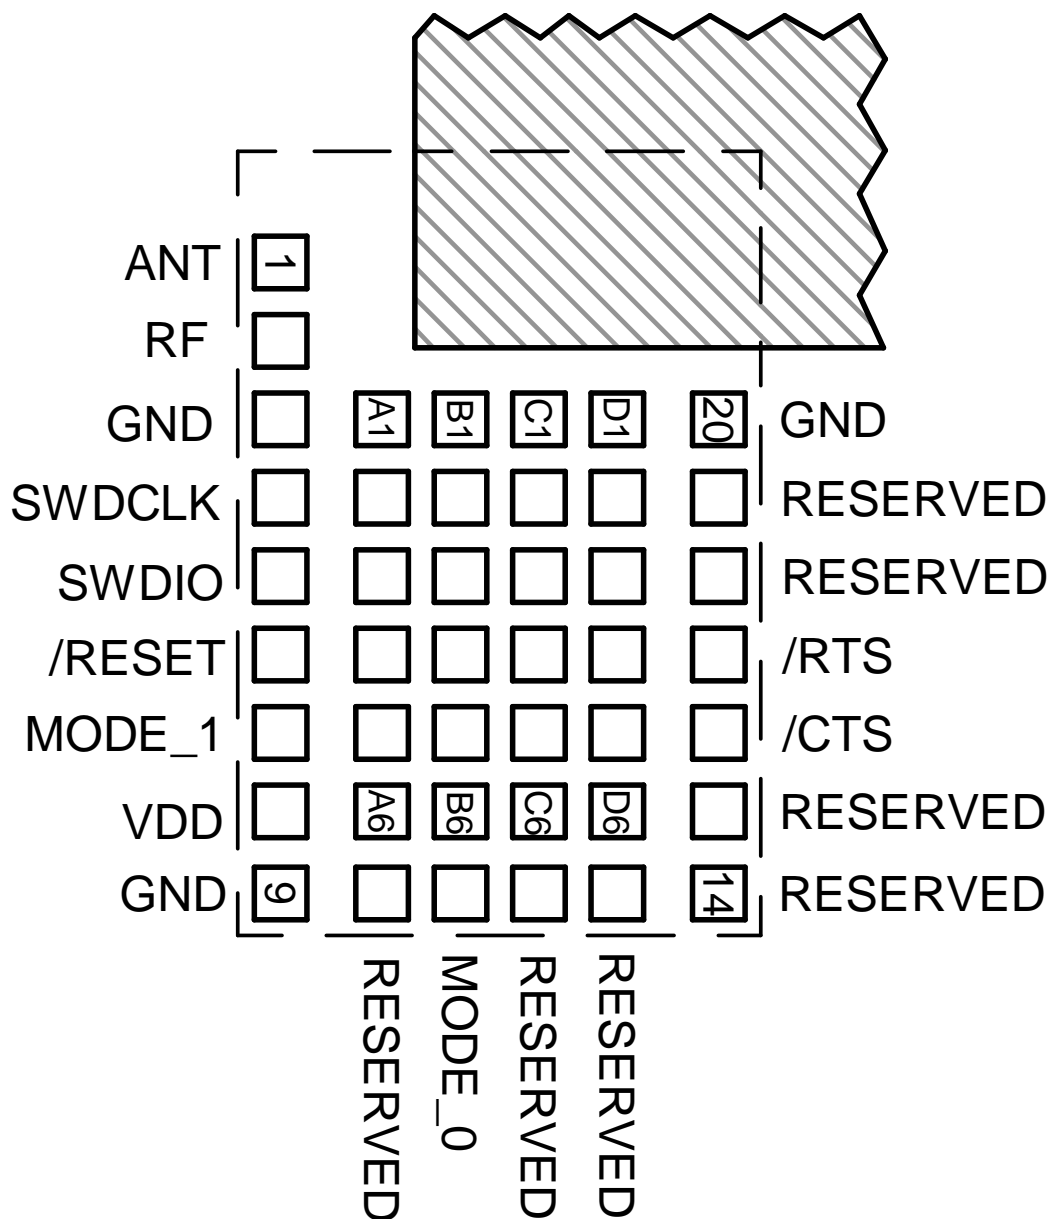 ANT 1
RF
GND A1 B1 C1 D1 20 GND
SWDCLK RESERVED
SWDIO RESERVED
/RESET /RTS
MODE_1 /CTS
VDD A6 B6 C6 D6 RESERVED
GND 9 14 RESERVED
RESERVED
MODE_0
RESERVED
RESERVED